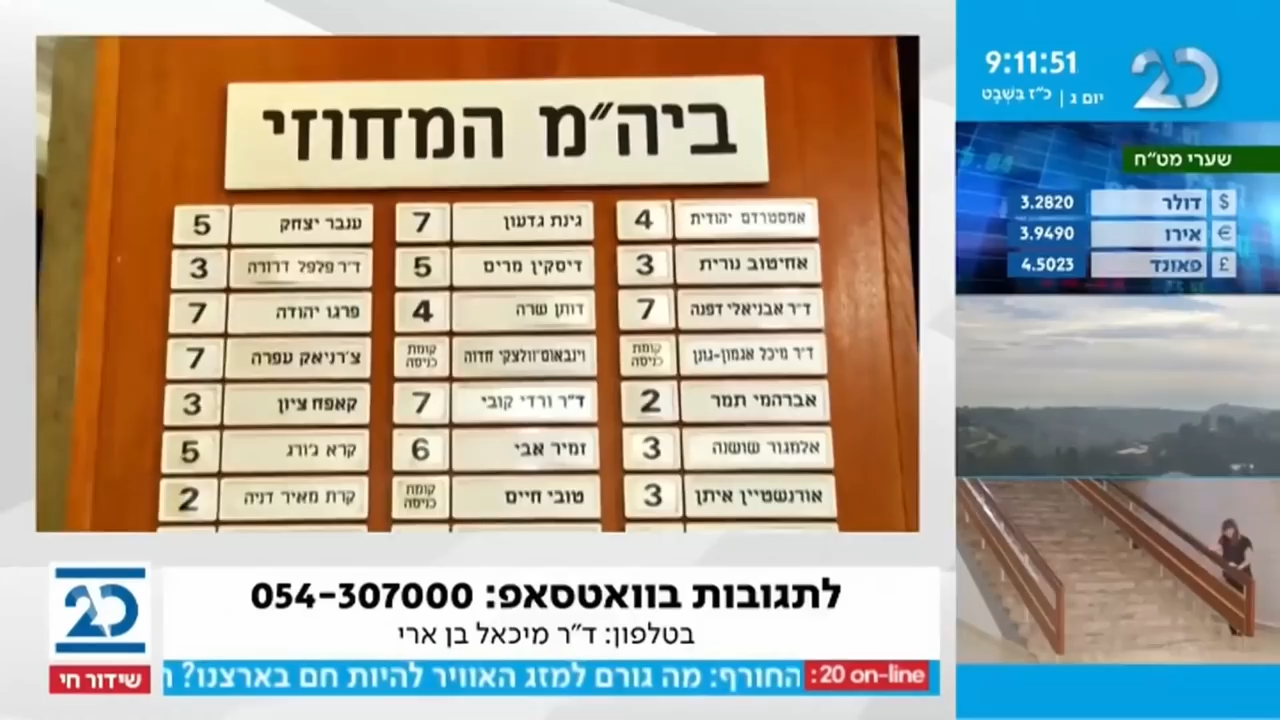 ביה״מ המחוזי
אמסטרדם יהודית 4
אחיטוב נורית 3
ד״ר אבניאלי דפנה 7
ד״ר מיכל אגמון-גונן קומת כניסה
אברהמי תמר 2
אלמגור שושנה 3
אורנשטיין איתן 3
גינת גדעון 7
דיסקין מרים 5
דותן שרה 4
וינבאום-וולצקי חדוה קומת כניסה
ד״ר ורדי קובי 7
זמיר אבי 6
טובי חיים קומת כניסה
ענבר יצחק 5
ד״ר פלפל דרורה 3
פרגו יהודה 7
צ׳רניאק עפרה 7
קאפח ציון 3
קרא ג׳ורג 5
קרת מאיר דניה 2
לתגובות בוואטסאפ: 054-307000
בטלפון: ד״ר מיכאל בן ארי
20
שידור חי
20 on-line: החורף: מה גורם למזג האוויר להיות חם בארצנו?
9:11:51
יום ג | כ״ז בִּשְׁבָט
20
שערי מט״ח
$ דולר 3.2820
€ אירו 3.9490
£ פאונד 4.5023